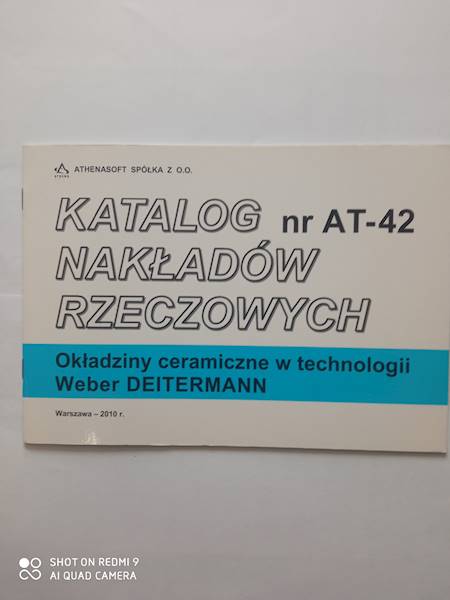 ATHENASOFT SPÓŁKA Z O.O.
KATALOG nr AT-42
NAKŁADÓW
RZECZOWYCH
Okładziny ceramiczne w technologii
Weber DEITERMANN
Warszawa – 2010 r.
SHOT ON REDMI 9
AI QUAD CAMERA